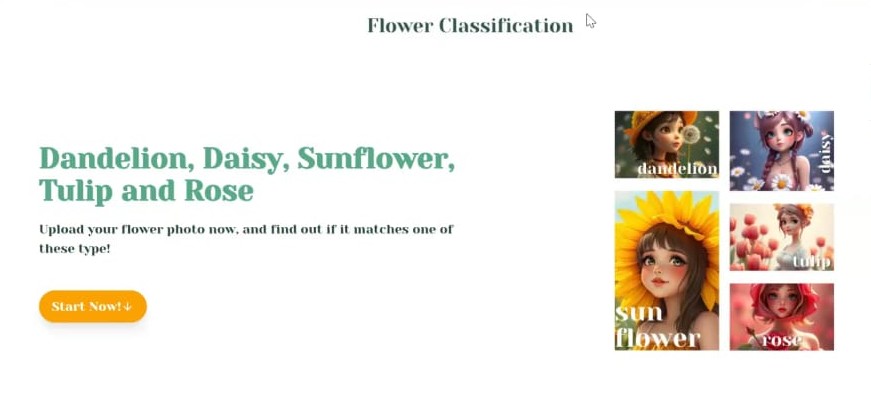 Flower Classification
Dandelion, Daisy, Sunflower,
Tulip and Rose
Upload your flower photo now, and find out if it matches one of
these type!
Start Now!↓
dandelion
daisy
sun
flower
tulip
rose